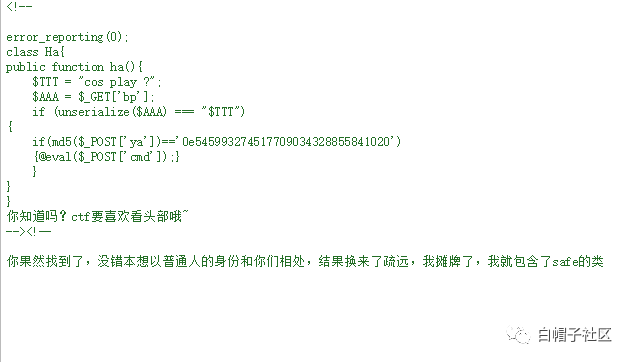 <!--
error_reporting(0);
class Ha{
public function ha(){
$TTT = "cos play ?";
$AAA = $_GET['bp'];
if (unserialize($AAA) === "$TTT")
{
if(md5($_POST['ya'])=='0e545993274517709034328855841020')
{@eval($_POST['cmd']);}
}
}
}
你知道吗？ctf要喜欢看头部哦~
--><!--
你果然找到了，没错本想以普通人的身份和你们相处，结果换来了疏远，我摊牌了，我就包含了safe的类
白帽子社区